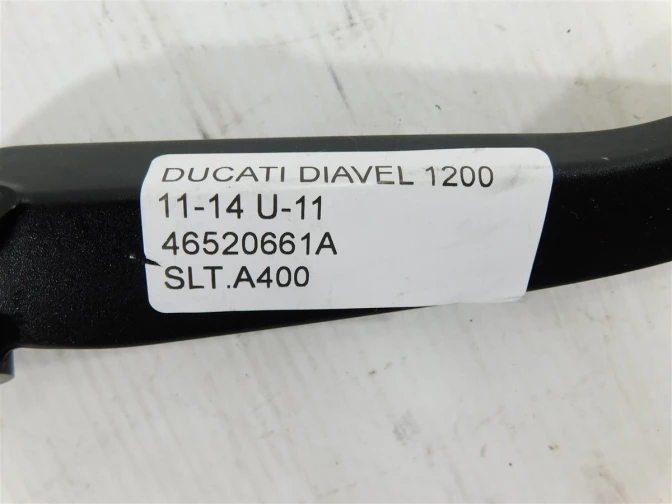 DUCATI DIAVEL 1200
11-14 U-11
46520661A
SLT.A400